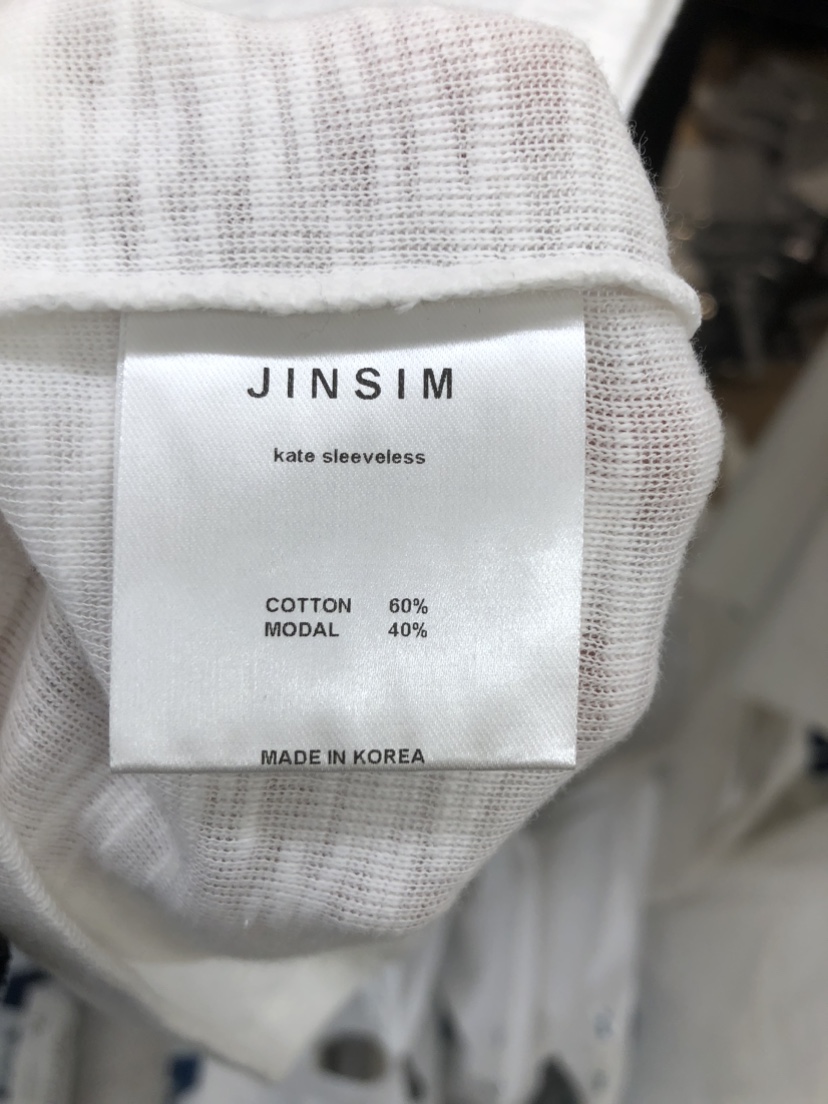 JINSIM
kate sleeveless
COTTON 60%
MODAL 40%
MADE IN KOREA